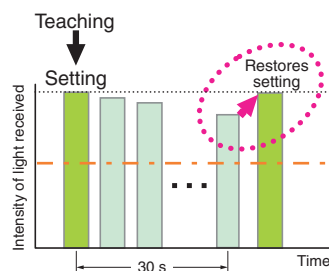 Teaching
Setting
Restores
setting
Intensity of light received
Time
30 s